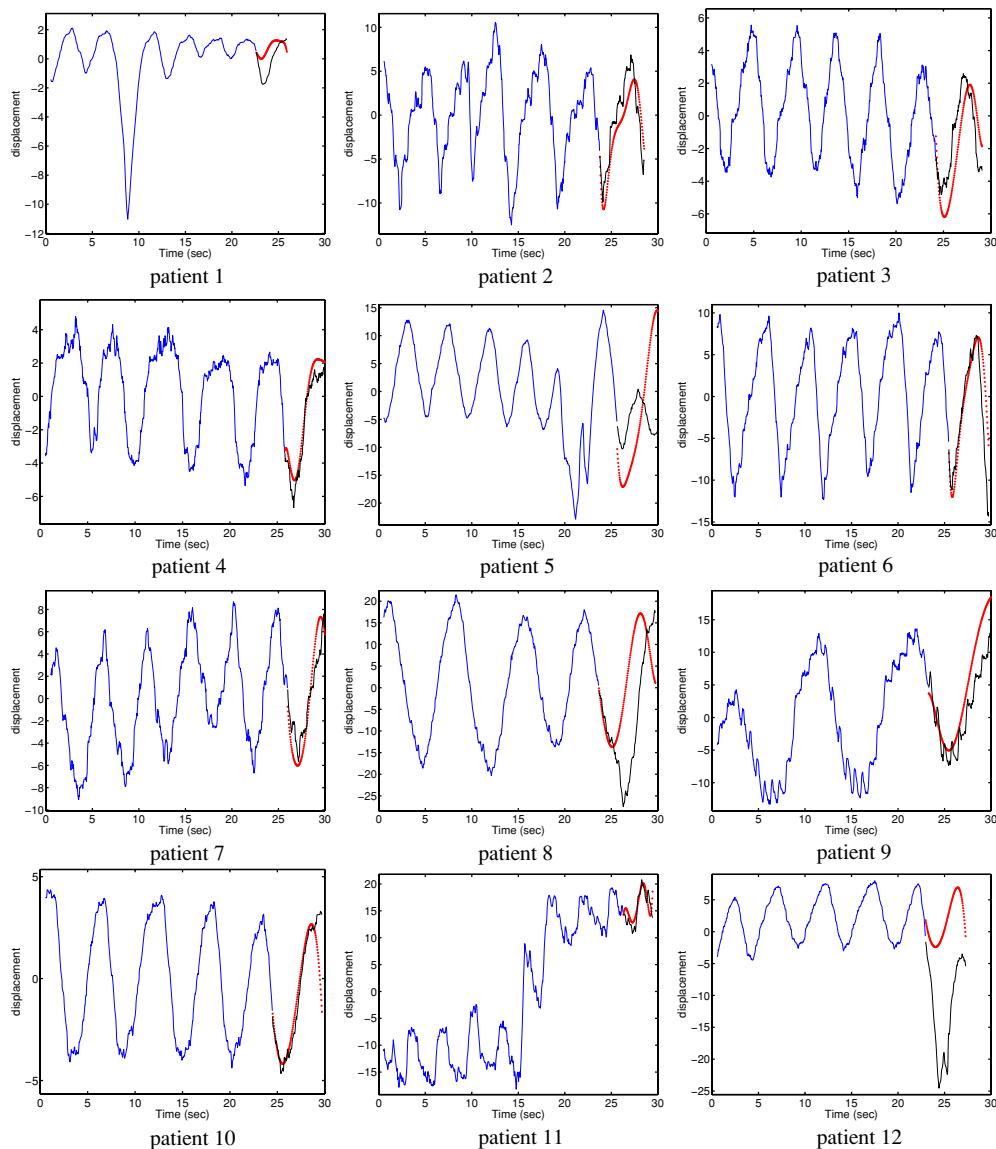 2
0
−2
−4
−6
−8
−10
−12
displacement
0 5 10 15 20 25 30
Time (sec)
patient 1
10
5
0
−5
−10
displacement
0 5 10 15 20 25 30
Time (sec)
patient 2
6
4
2
0
−2
−4
−6
displacement
0 5 10 15 20 25 30
Time (sec)
patient 3
4
2
0
−2
−4
−6
displacement
0 5 10 15 20 25 30
Time (sec)
patient 4
15
10
5
0
−5
−10
−15
−20
displacement
0 5 10 15 20 25 30
Time (sec)
patient 5
10
5
0
−5
−10
−15
displacement
0 5 10 15 20 25 30
Time (sec)
patient 6
8
6
4
2
0
−2
−4
−6
−8
−10
displacement
0 5 10 15 20 25 30
Time (sec)
patient 7
20
15
10
5
0
−5
−10
−15
−20
−25
displacement
0 5 10 15 20 25 30
Time (sec)
patient 8
15
10
5
0
−5
−10
displacement
0 5 10 15 20 25 30
Time (sec)
patient 9
5
0
−5
displacement
0 5 10 15 20 25 30
Time (sec)
patient 10
20
15
10
5
0
−5
−10
−15
displacement
0 5 10 15 20 25 30
Time (sec)
patient 11
5
0
−5
−10
−15
−20
−25
displacement
0 5 10 15 20 25 30
Time (sec)
patient 12